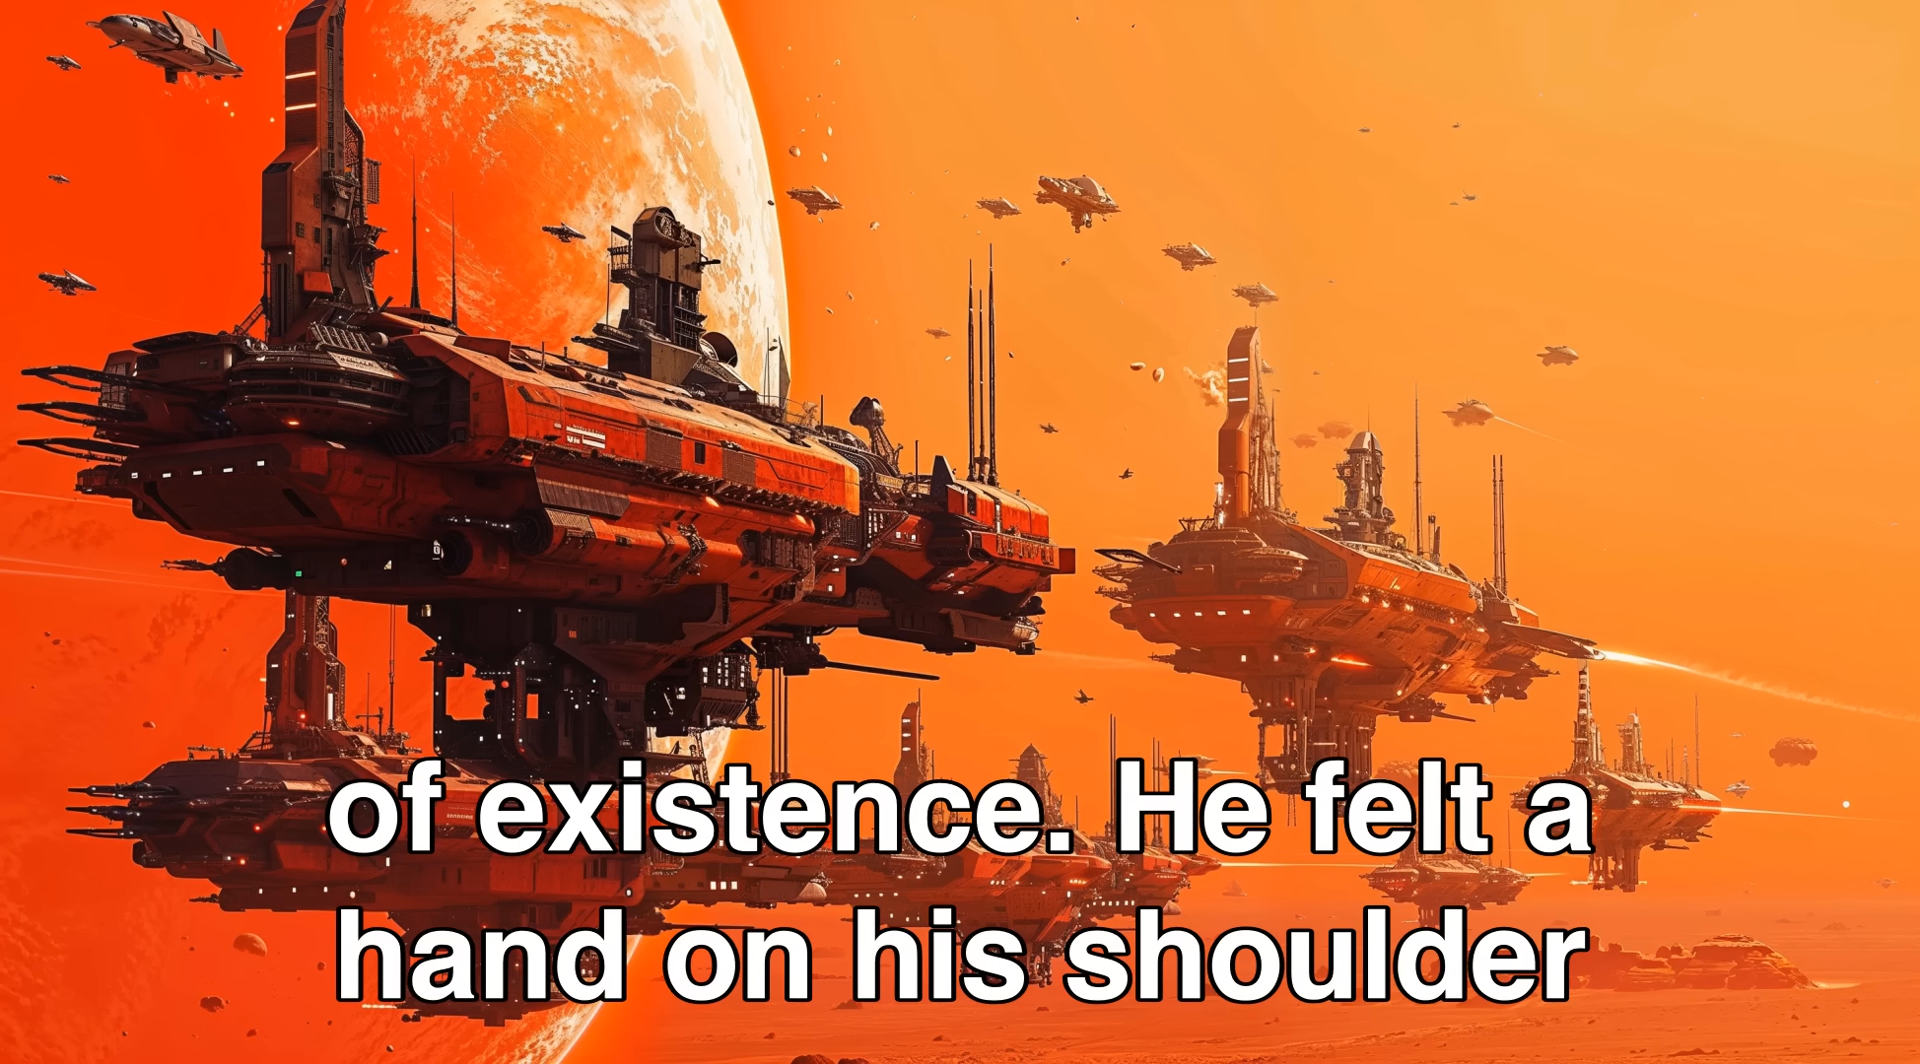 of existence. He felt a
hand on his shoulder